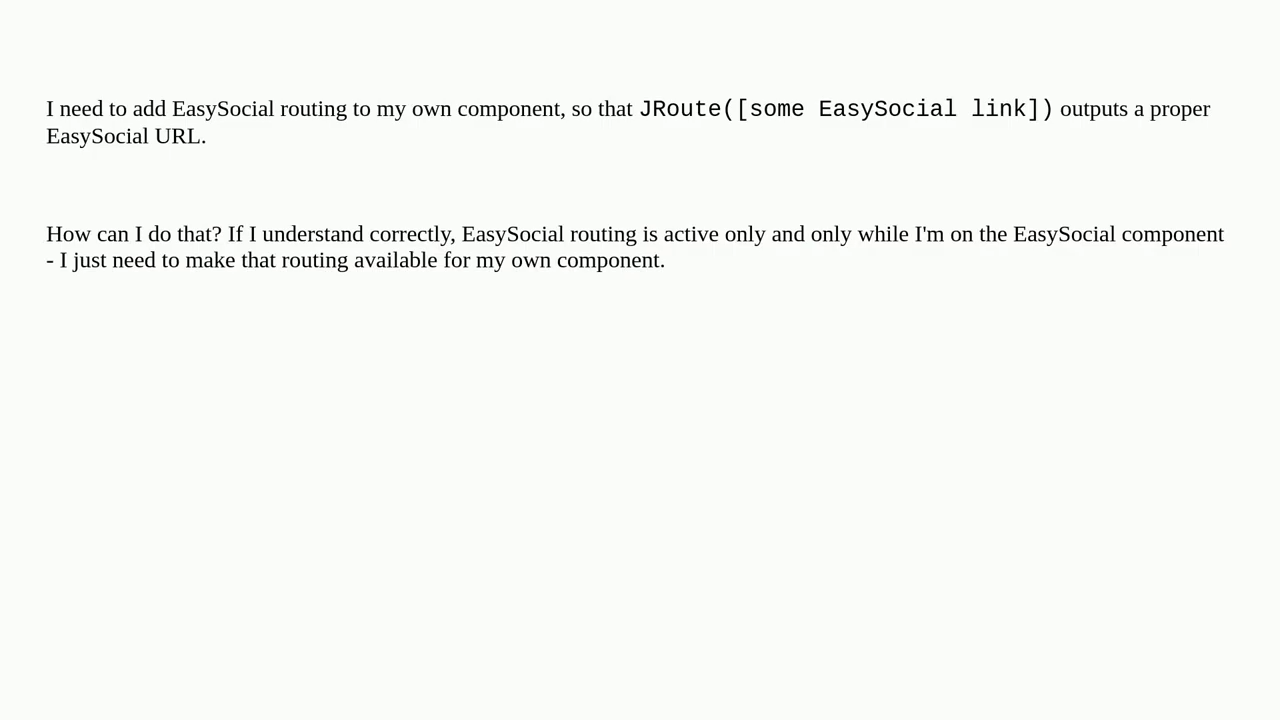 I need to add EasySocial routing to my own component, so that JRoute([some EasySocial link]) outputs a proper
EasySocial URL.
How can I do that? If I understand correctly, EasySocial routing is active only and only while I'm on the EasySocial component
- I just need to make that routing available for my own component.